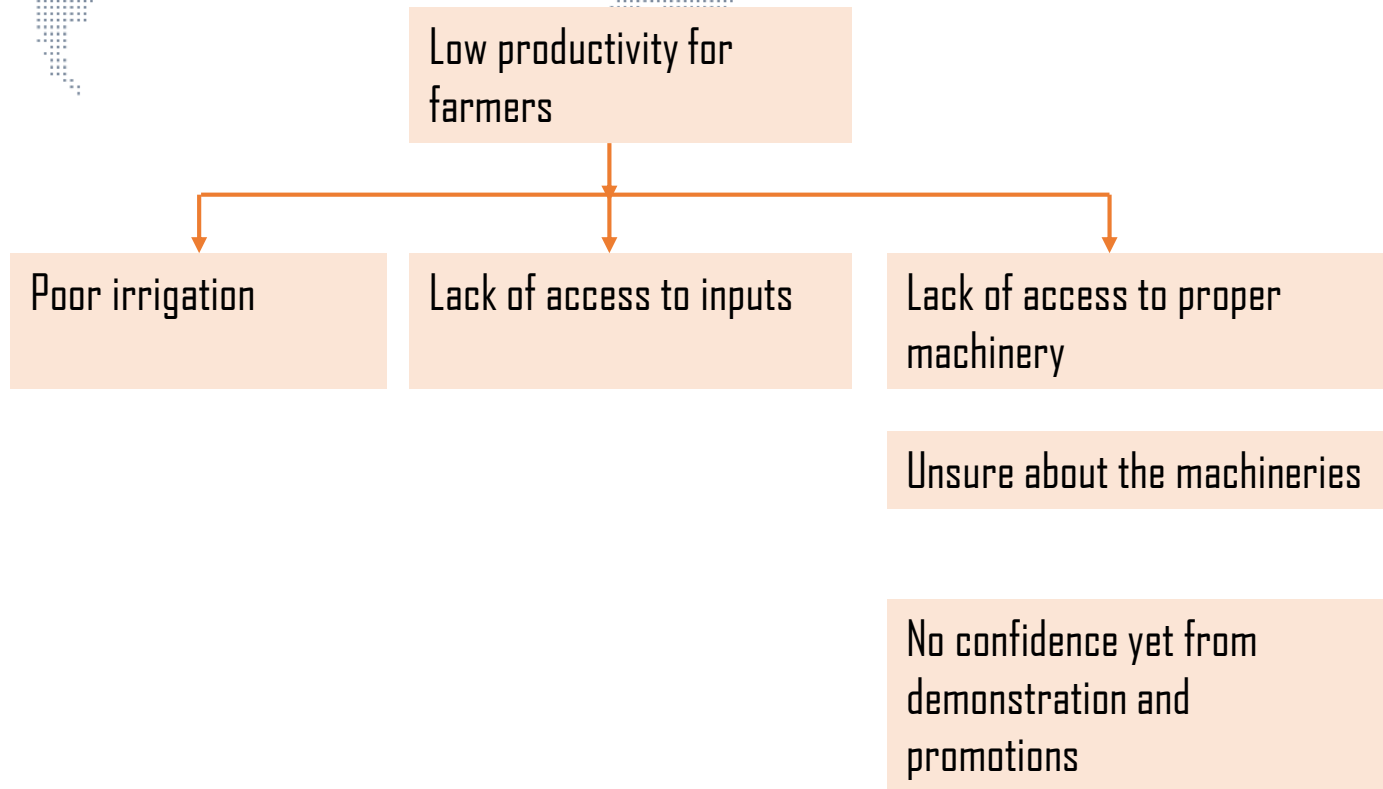 Low productivity for
farmers
Poor irrigation
Lack of access to inputs
Lack of access to proper
machinery
Unsure about the machineries
No confidence yet from
demonstration and
promotions